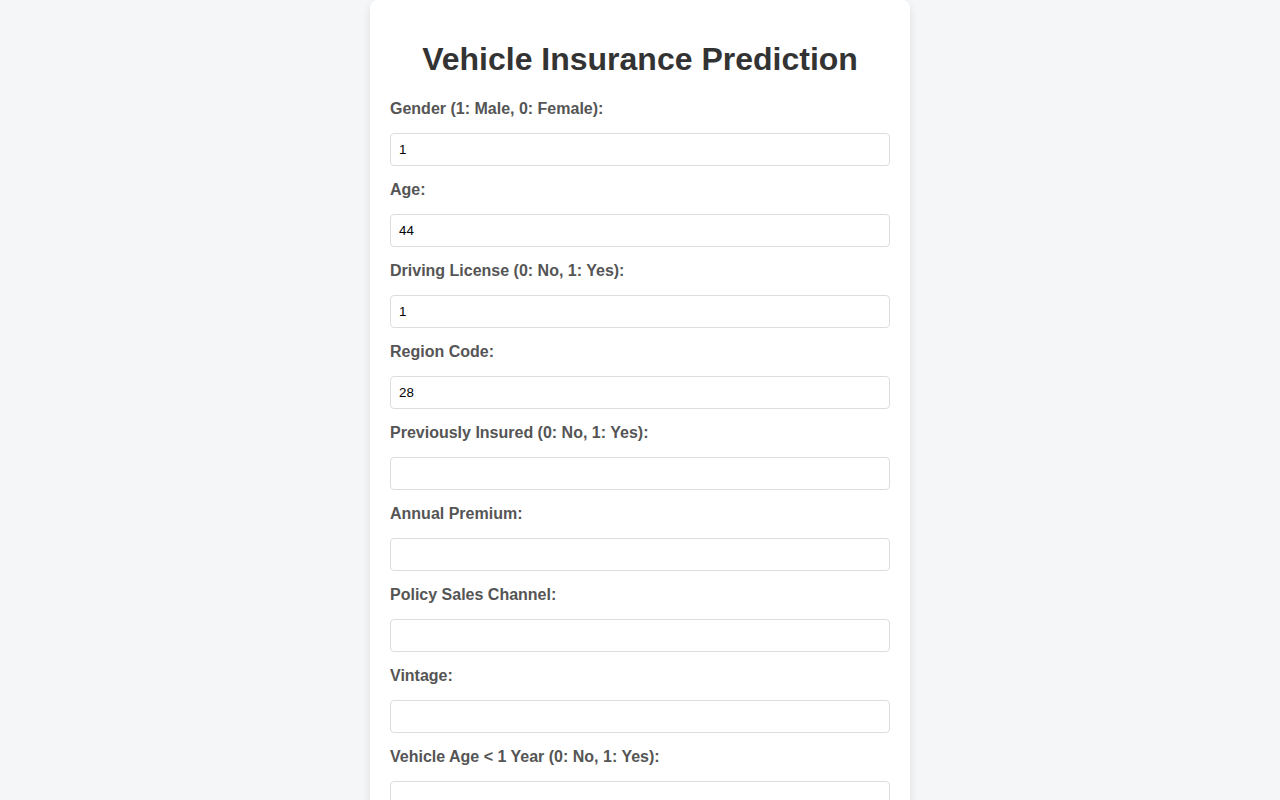 Vehicle Insurance Prediction
Gender (1: Male, 0: Female):
1
Age:
44
Driving License (0: No, 1: Yes):
1
Region Code:
28
Previously Insured (0: No, 1: Yes):
Annual Premium:
Policy Sales Channel:
Vintage:
Vehicle Age < 1 Year (0: No, 1: Yes):